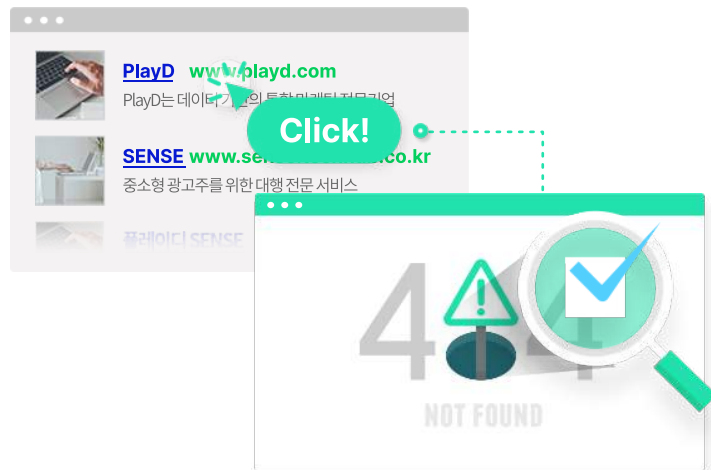 PlayD www.playd.com
PlayD는 데이터 기반의 통합 마케팅 전문기업
Click!
SENSE www.se co.kr
중소형 광고주를 위한 대행 전문 서비스
플레이디 SENSE
4 4
NOT FOUND